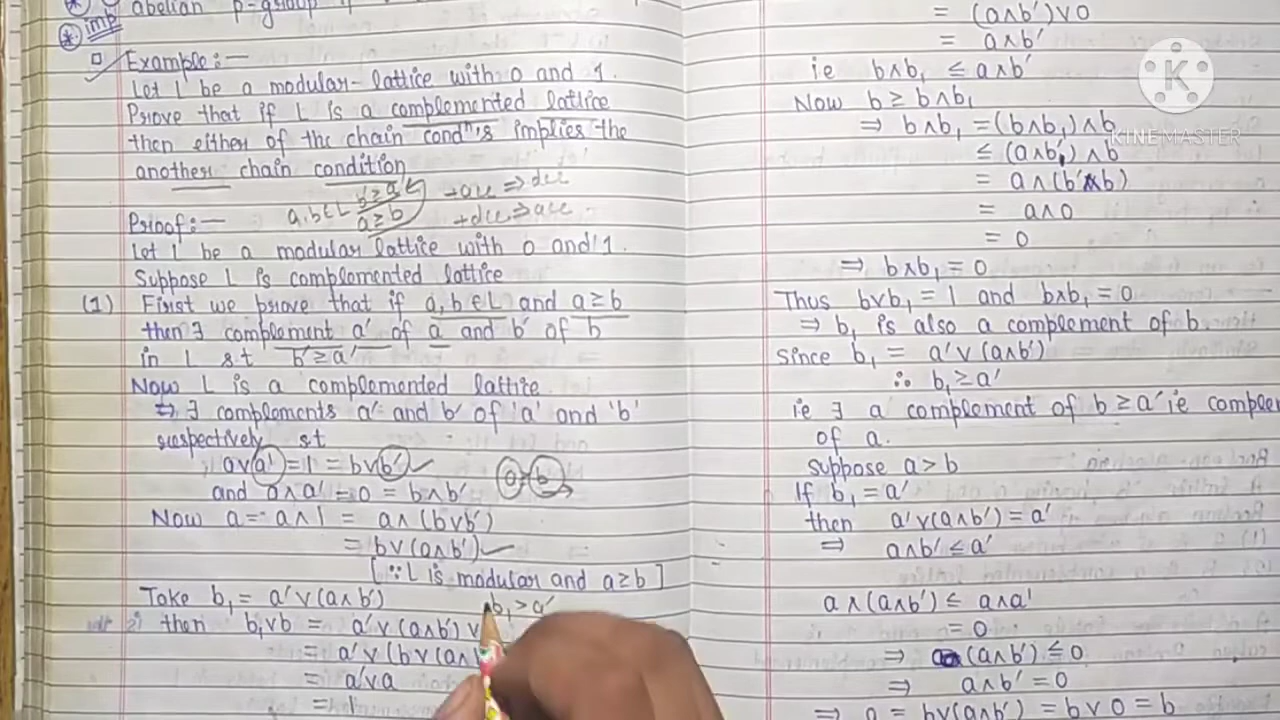 abelian p-group if
imp
Example:-
Let L be a modular-lattice with 0 and 1.
Prove that if L is a complemented lattice
then either of the chain condⁿ's implies the
another chain condition
a,b∈L b'≥a' →acc ⇒ dcc
Proof:- a≥b →dcc ⇒ acc
Let L be a modular lattice with 0 and 1.
Suppose L is complemented lattice
(1) First we prove that if a, b ∈ L and a ≥ b
then ∃ complement a' of a and b' of b
in L st b' ≥ a'
Now L is a complemented lattice.
⇒ ∃ complements a' and b' of 'a' and 'b'
respectively st
a∨a' = 1 = b∨b'
and a∧a' = 0 = b∧b' a b
Now a = a∧1 = a∧(b∨b')
= b∨(a∧b')
[∵ L is modular and a≥b]
Take b₁ = a'∨(a∧b') b₁>a'
then b₁∨b = a'∨(a∧b')∨
= a'∨(b∨(a∧
= a'∨a
= 1
= (a∧b')∨0
= a∧b'
ie b∧b₁ ≤ a∧b'
Now b ≥ b∧b₁
⇒ b∧b₁ = (b∧b₁)∧b
≤ (a∧b')∧b
= a∧(b'∧b)
= a∧0
= 0
⇒ b∧b₁ = 0
Thus b∨b₁ = 1 and b∧b₁ = 0
⇒ b₁ is also a complement of b.
Since b₁ = a'∨(a∧b')
∴ b₁ ≥ a'
ie ∃ a complement of b ≥ a' ie complem
of a.
suppose a > b
If b₁ = a'
then a'∨(a∧b') = a'
⇒ a∧b' ≤ a'
a∧(a∧b') ≤ a∧a'
= 0
⇒ (a∧b') ≤ 0
⇒ a∧b' = 0
⇒ a = b∨(a∧b') = b∨0 = b
K
KINEMASTER